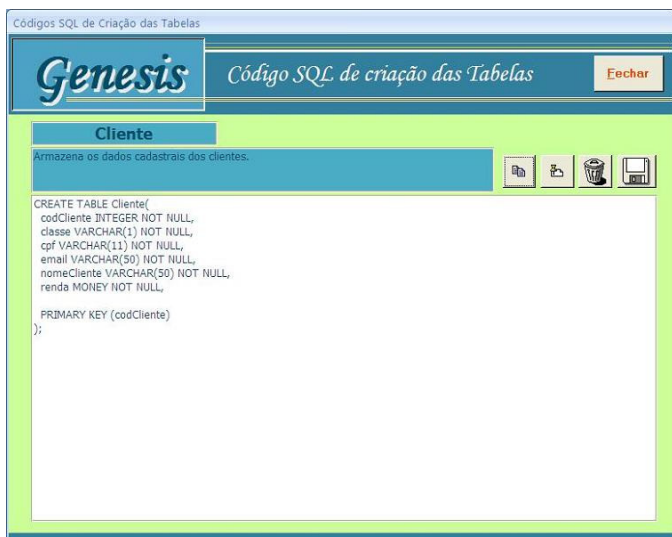 Códigos SQL de Criação das Tabelas
Genesis
Código SQL de criação das Tabelas
Fechar
Cliente
Armazena os dados cadastrais dos clientes.
CREATE TABLE Cliente(
codCliente INTEGER NOT NULL,
classe VARCHAR(1) NOT NULL,
cpf VARCHAR(11) NOT NULL,
email VARCHAR(50) NOT NULL,
nomeCliente VARCHAR(50) NOT NULL,
renda MONEY NOT NULL,
PRIMARY KEY (codCliente)
);